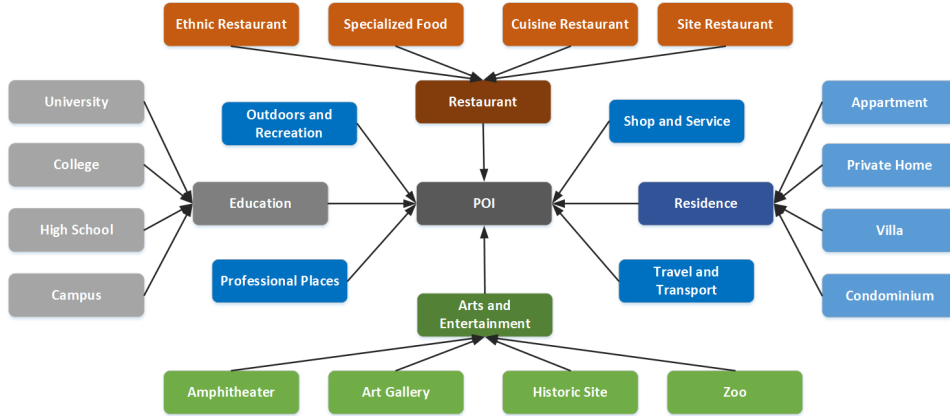 Ethnic Restaurant
Specialized Food
Cuisine Restaurant
Site Restaurant
University
Restaurant
Appartment
Outdoors and
Recreation
Shop and Service
College
Private Home
Education
POI
Residence
High School
Villa
Professional Places
Travel and
Transport
Campus
Condominium
Arts and
Entertainment
Amphitheater
Art Gallery
Historic Site
Zoo